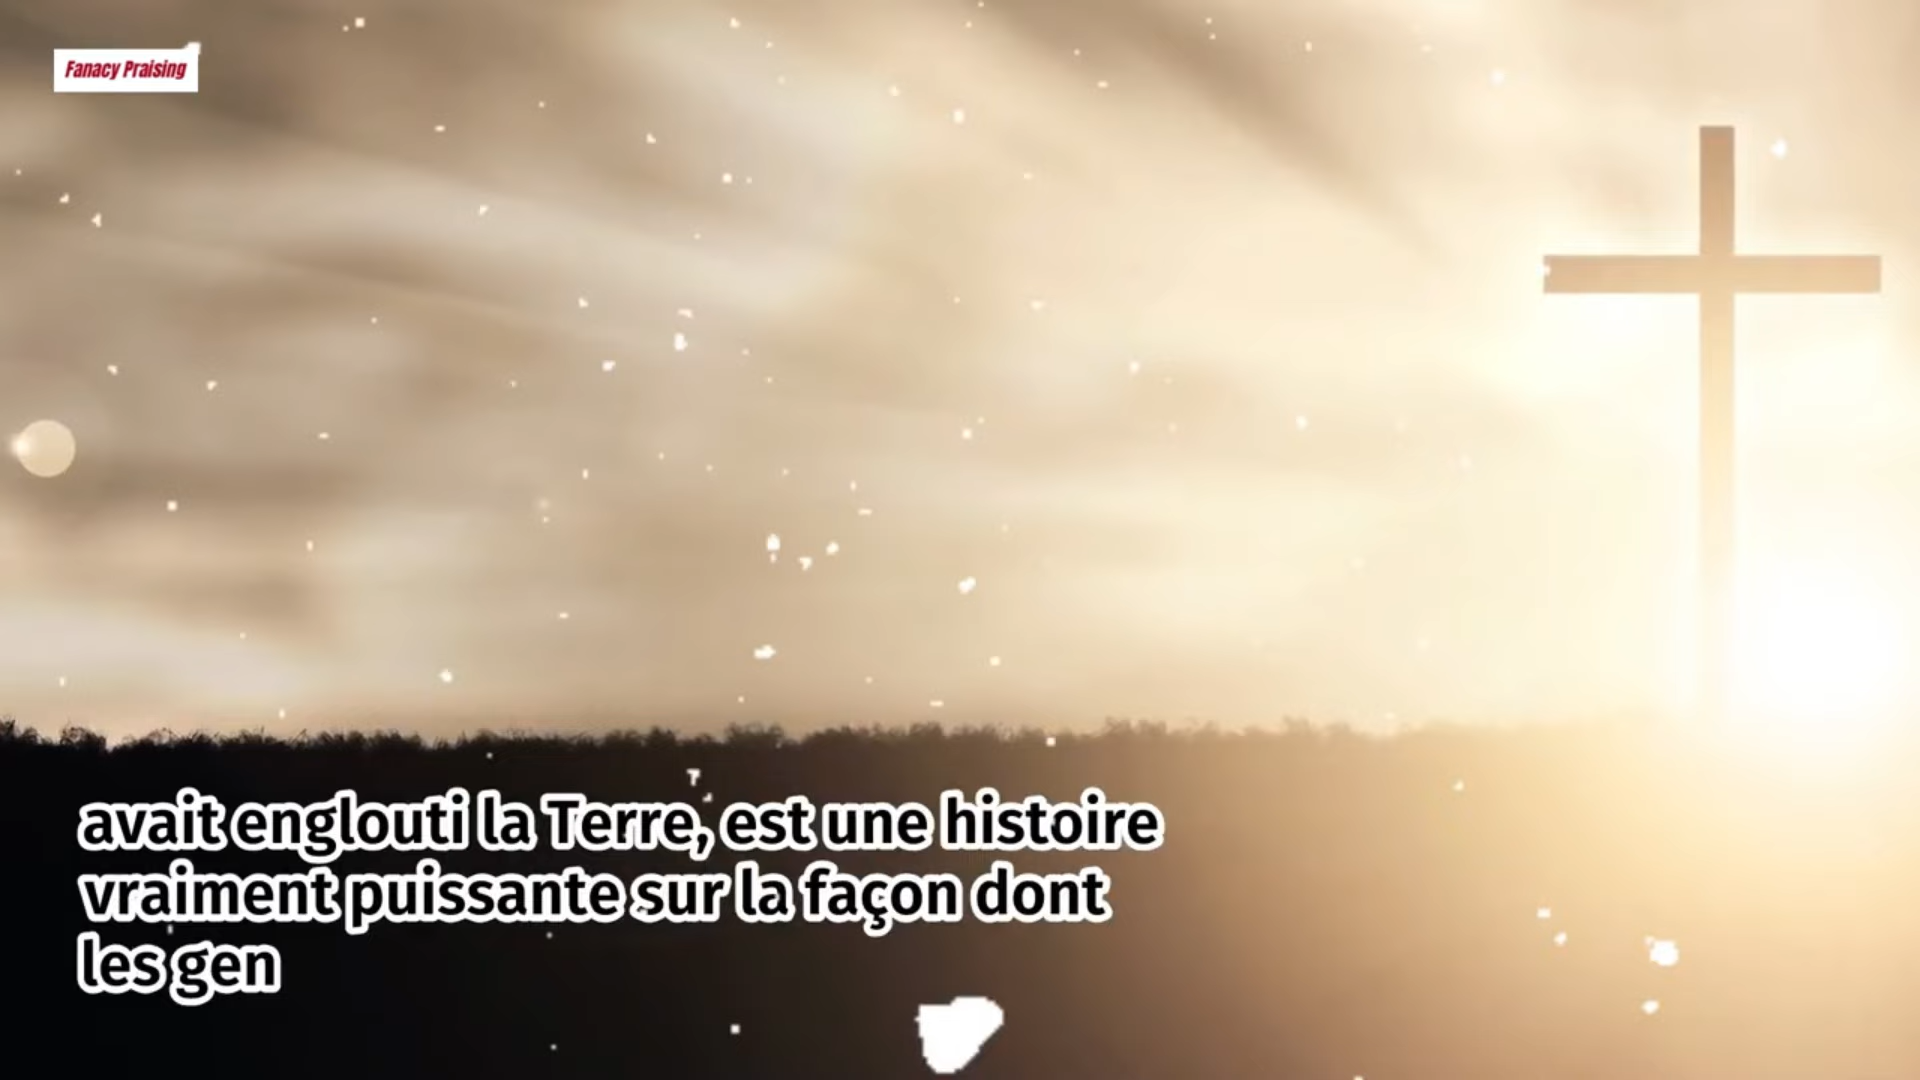 Fanacy Praising
avait englouti la Terre, est une histoire
vraiment puissante sur la façon dont
les gen